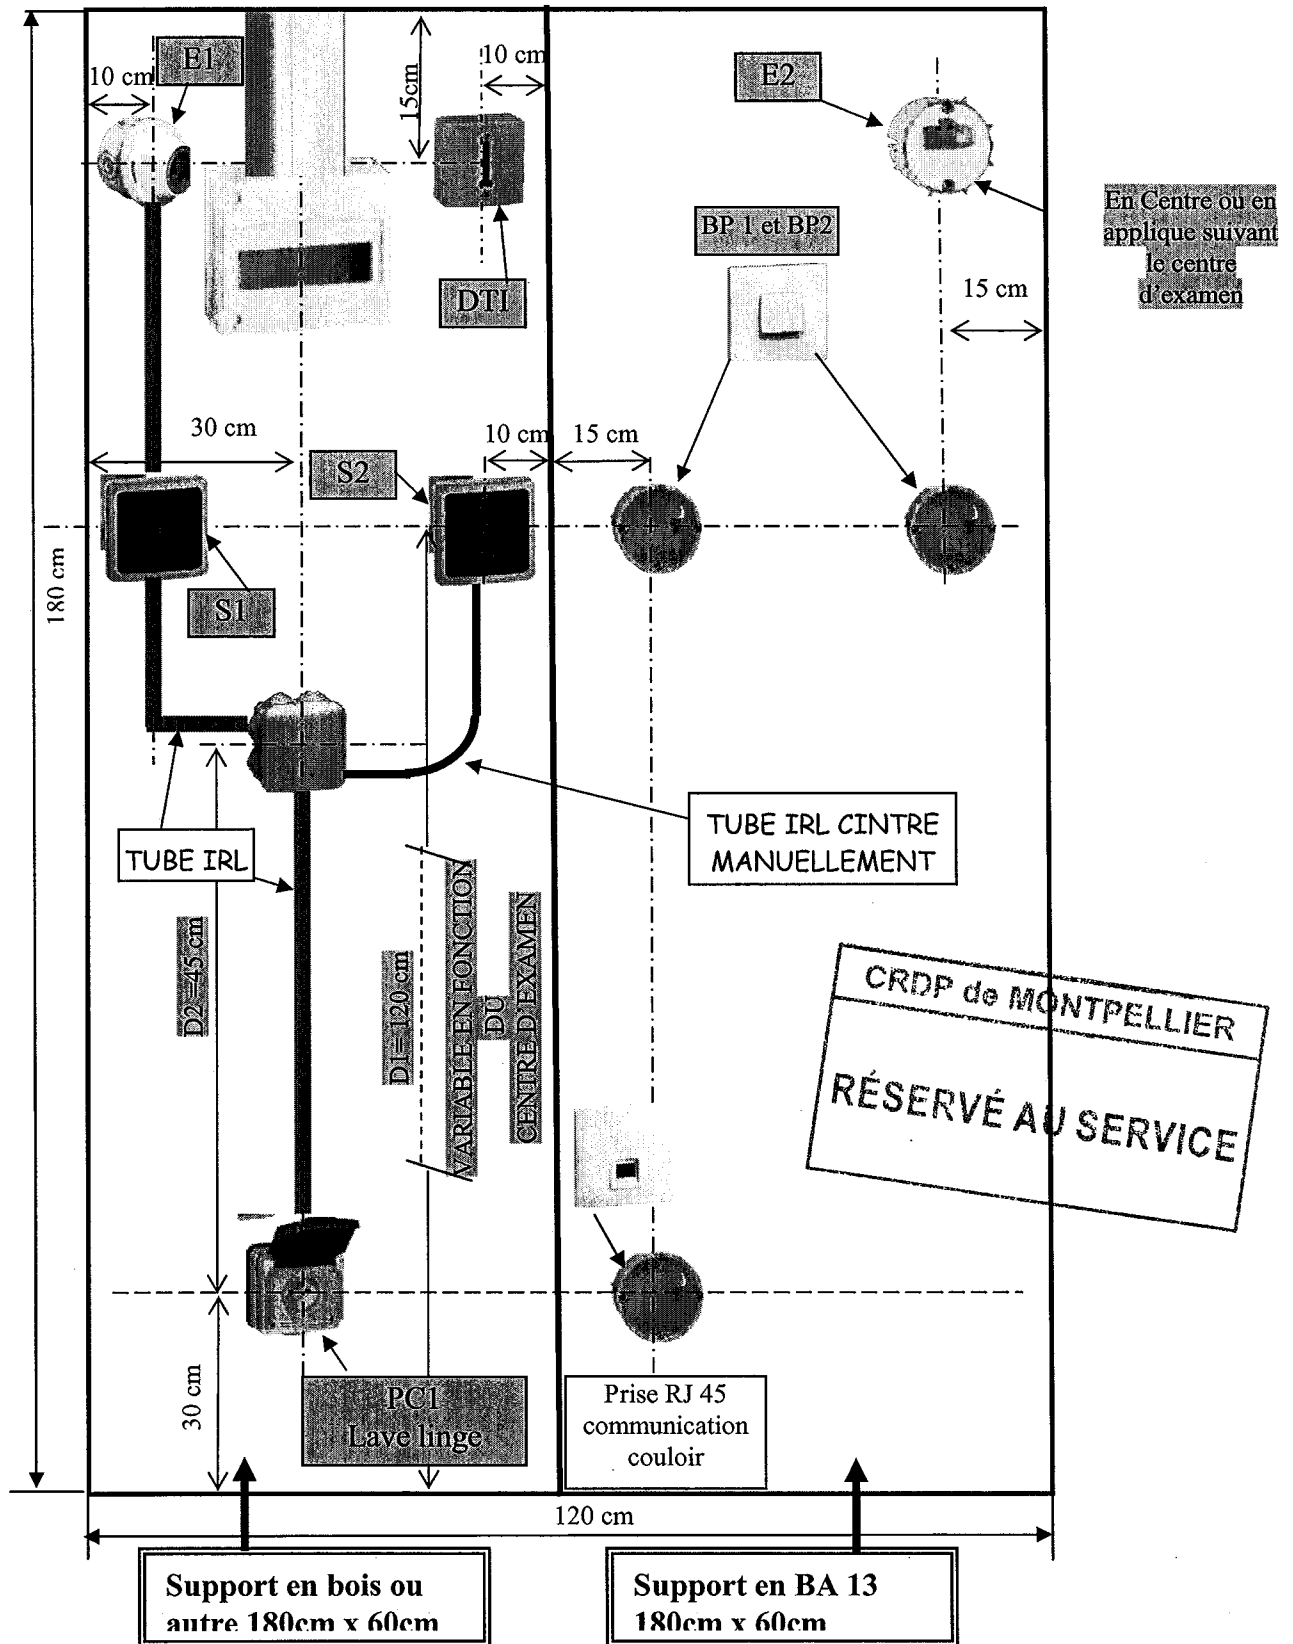 E1
10 cm
15cm
10 cm
E2
DTI
BP 1 et BP2
En Centre ou en
applique suivant
le centre
d'examen
15 cm
30 cm
S2
10 cm
15 cm
180 cm
S1
TUBE IRL
TUBE IRL CINTRE
MANUELLEMENT
D2 =45 cm
D1= 120 cm
VARIABLE EN FONCTION
DU
CENTRE D'EXAMEN
CRDP de MONTPELLIER
RÉSERVÉ AU SERVICE
30 cm
PC1
Lave linge
Prise RJ 45
communication
couloir
120 cm
Support en bois ou
autre 180cm x 60cm
Support en BA 13
180cm x 60cm